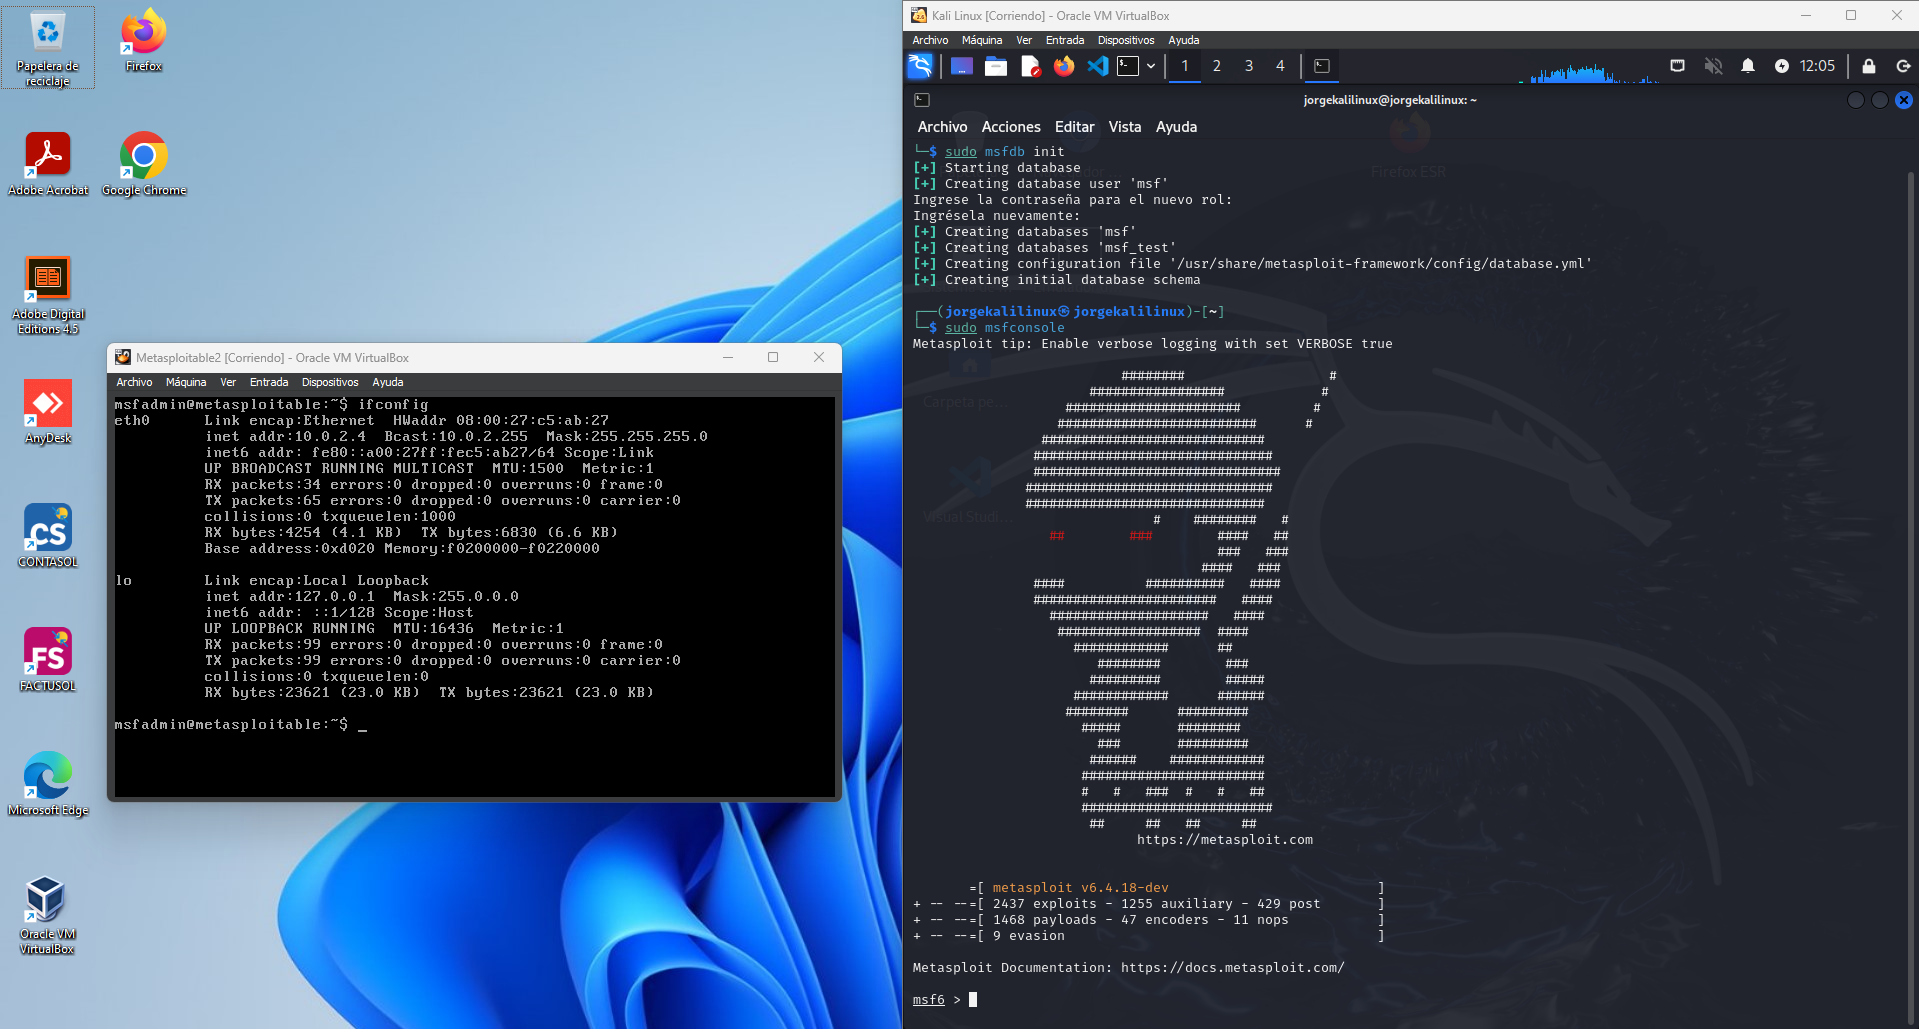 Papelera de
reciclaje
Firefox
Adobe Acrobat
Google Chrome
Adobe Digital
Editions 4.5
AnyDesk
CONTASOL
FACTUSOL
Microsoft Edge
Oracle VM
VirtualBox
Metasploitable2 [Corriendo] - Oracle VM VirtualBox
Archivo Máquina Ver Entrada Dispositivos Ayuda
msfadmin@metasploitable:~$ ifconfig
eth0 Link encap:Ethernet HWaddr 08:00:27:c5:ab:27
inet addr:10.0.2.4 Bcast:10.0.2.255 Mask:255.255.255.0
inet6 addr: fe80::a00:27ff:fec5:ab27/64 Scope:Link
UP BROADCAST RUNNING MULTICAST MTU:1500 Metric:1
RX packets:34 errors:0 dropped:0 overruns:0 frame:0
TX packets:65 errors:0 dropped:0 overruns:0 carrier:0
collisions:0 txqueuelen:1000
RX bytes:4254 (4.1 KB) TX bytes:6830 (6.6 KB)
Base address:0xd020 Memory:f0200000-f0220000
lo Link encap:Local Loopback
inet addr:127.0.0.1 Mask:255.0.0.0
inet6 addr: ::1/128 Scope:Host
UP LOOPBACK RUNNING MTU:16436 Metric:1
RX packets:99 errors:0 dropped:0 overruns:0 frame:0
TX packets:99 errors:0 dropped:0 overruns:0 carrier:0
collisions:0 txqueuelen:0
RX bytes:23621 (23.0 KB) TX bytes:23621 (23.0 KB)
msfadmin@metasploitable:~$ _
Kali Linux [Corriendo] - Oracle VM VirtualBox
Archivo Máquina Ver Entrada Dispositivos Ayuda
1 2 3 4 12:05
jorgekalilinux@jorgekalilinux: ~
Archivo Acciones Editar Vista Ayuda
└─$ sudo msfdb init
[+] Starting database
[+] Creating database user 'msf'
Ingrese la contraseña para el nuevo rol:
Ingrésela nuevamente:
[+] Creating databases 'msf'
[+] Creating databases 'msf_test'
[+] Creating configuration file '/usr/share/metasploit-framework/config/database.yml'
[+] Creating initial database schema
┌──(jorgekalilinux㉿jorgekalilinux)-[~]
└─$ sudo msfconsole
Metasploit tip: Enable verbose logging with set VERBOSE true
https://metasploit.com
=[ metasploit v6.4.18-dev ]
+ -- --=[ 2437 exploits - 1255 auxiliary - 429 post ]
+ -- --=[ 1468 payloads - 47 encoders - 11 nops ]
+ -- --=[ 9 evasion ]
Metasploit Documentation: https://docs.metasploit.com/
msf6 >
Firefox ESR
Carpeta pe...
Visual Studi...